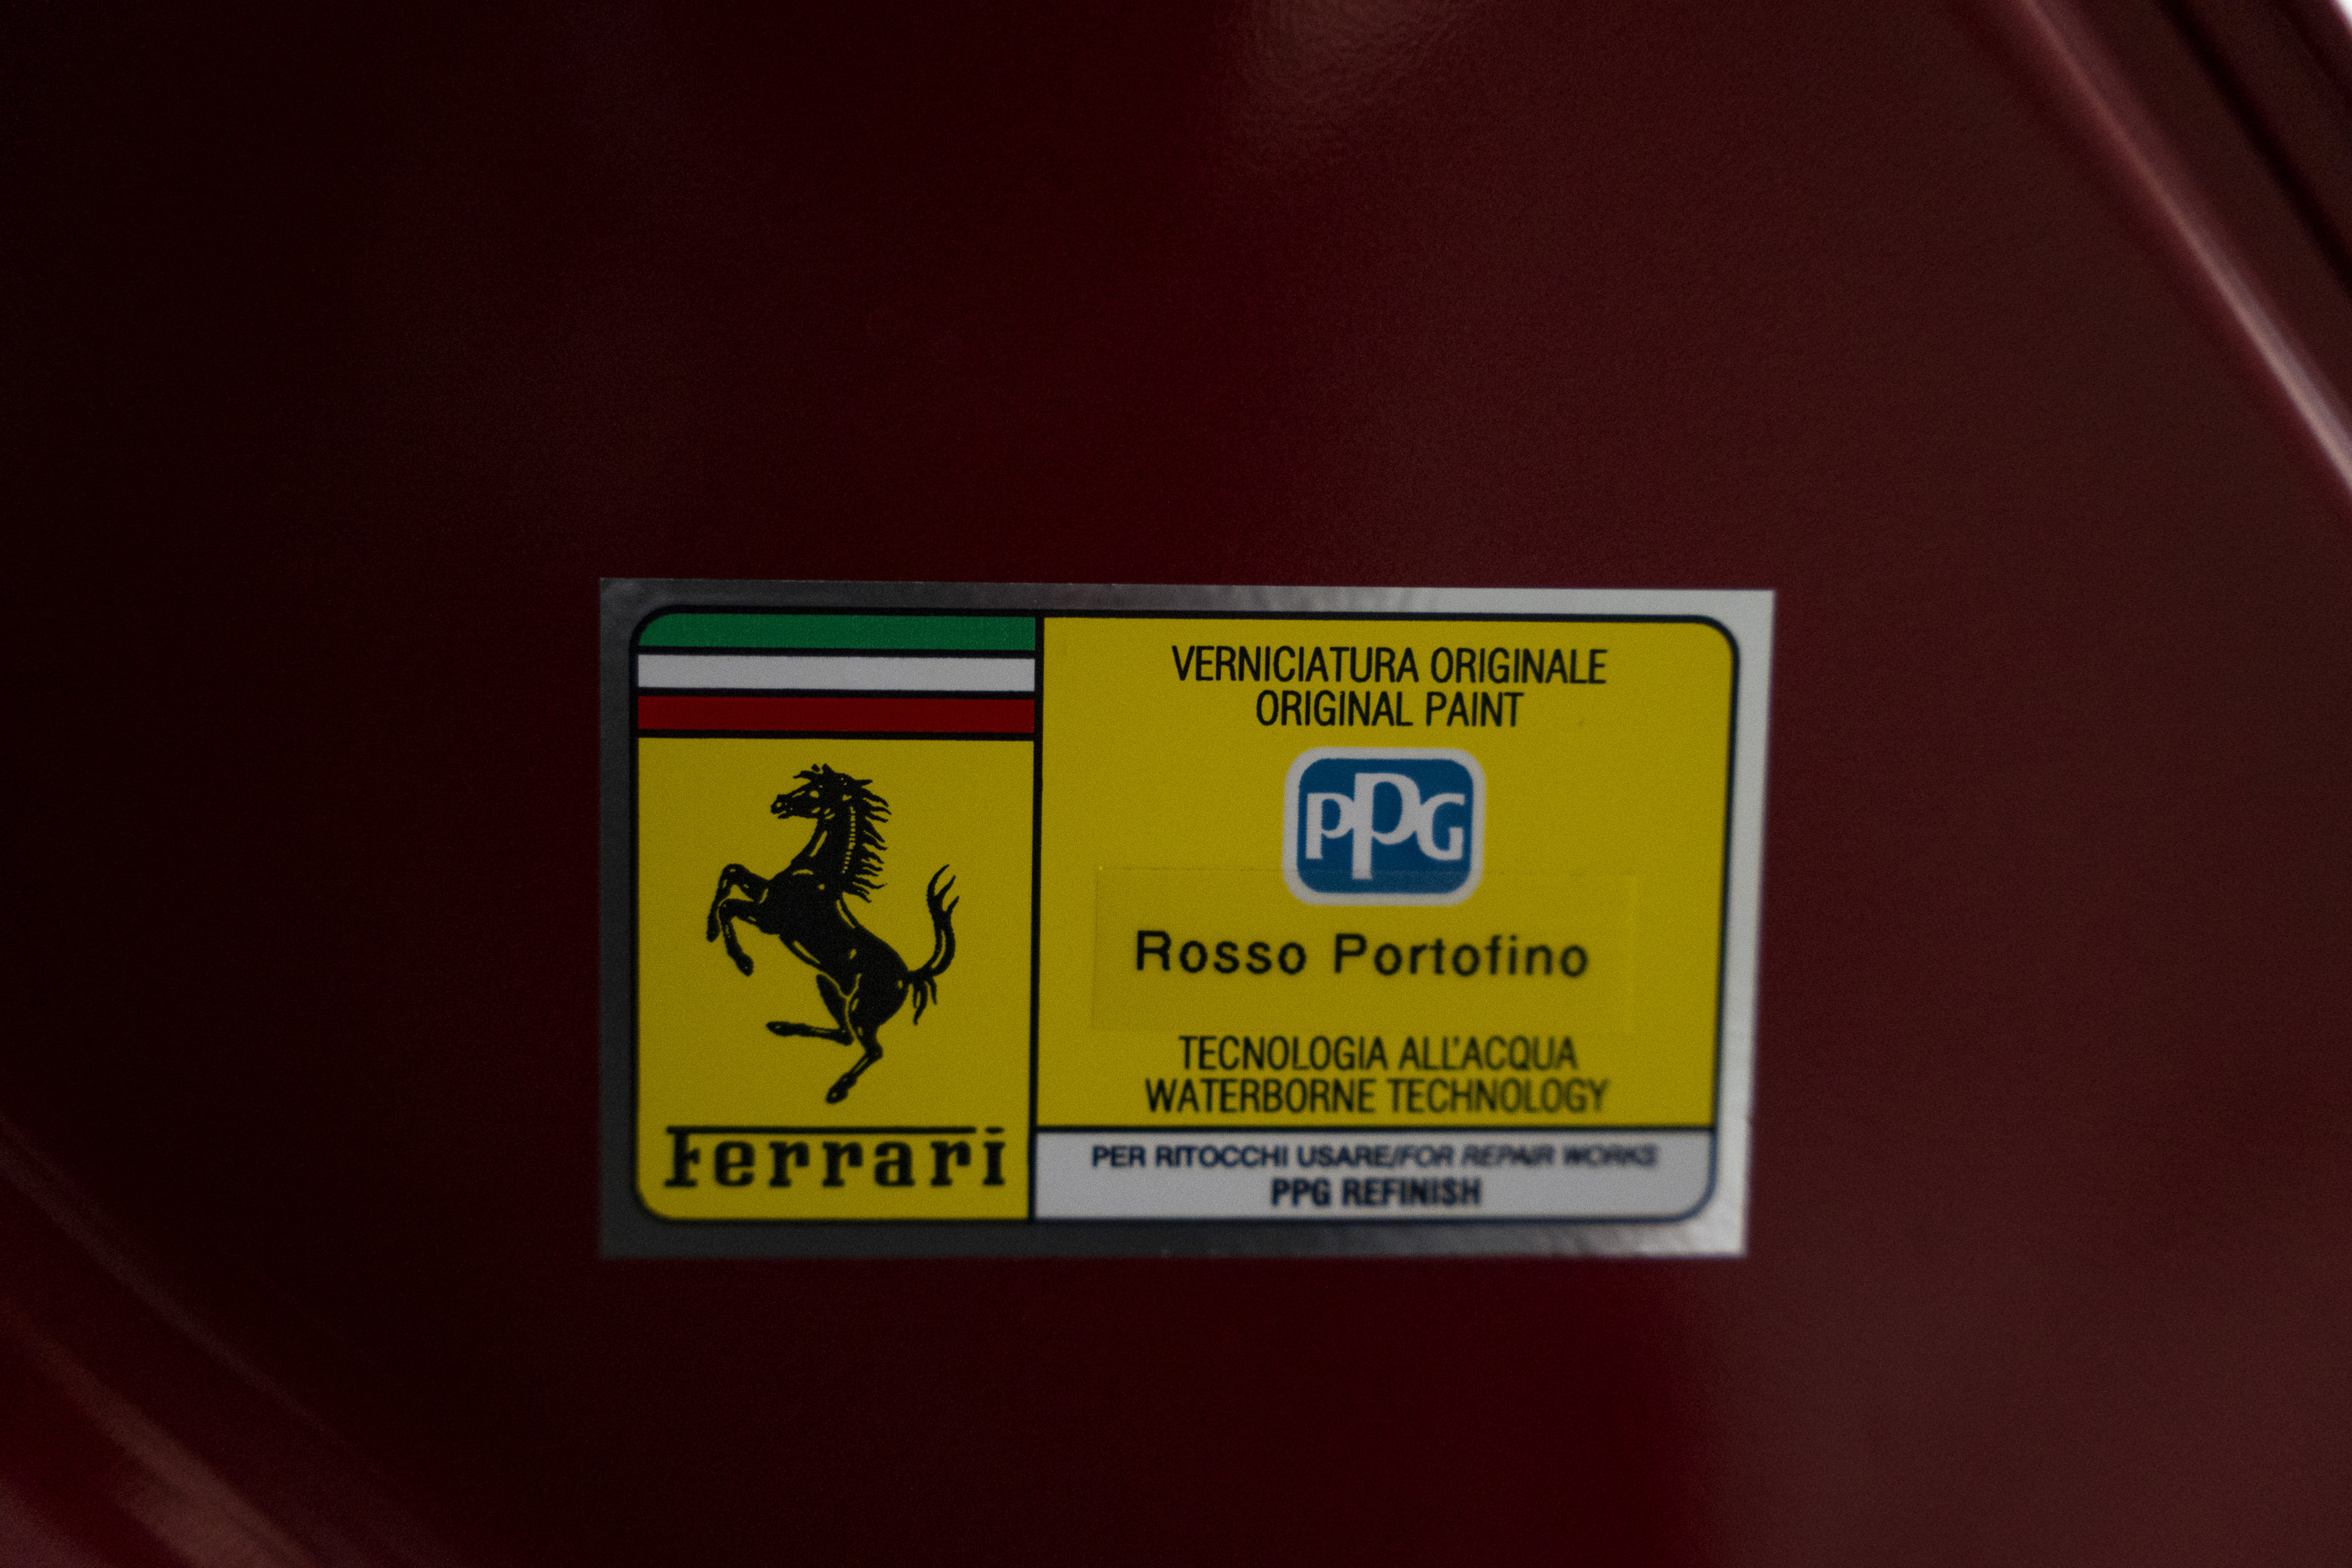 VERNICIATURA ORIGINALE
ORIGINAL PAINT
PPG
Rosso Portofino
TECNOLOGIA ALL'ACQUA
WATERBORNE TECHNOLOGY
Ferrari
PER RITOCCHI USARE/FOR REPAIR WORKS
PPG REFINISH